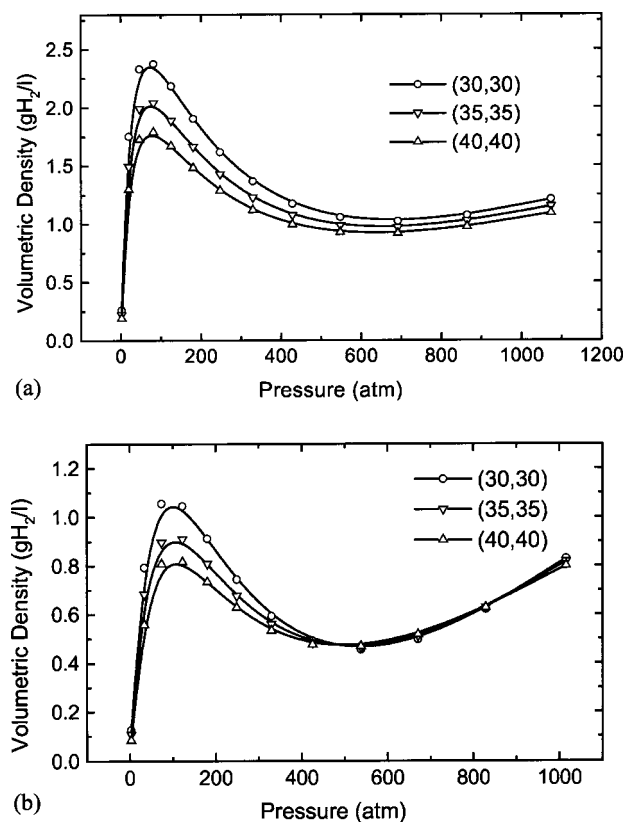 2.5
2.0
1.5
1.0
0.5
0.0
Volumetric Density (gH₂/l)
(30,30)
(35,35)
(40,40)
0 200 400 600 800 1000 1200
Pressure (atm)
(a)
1.2
1.0
0.8
0.6
0.4
0.2
0.0
Volumetric Density (gH₂/l)
(30,30)
(35,35)
(40,40)
0 200 400 600 800 1000
Pressure (atm)
(b)